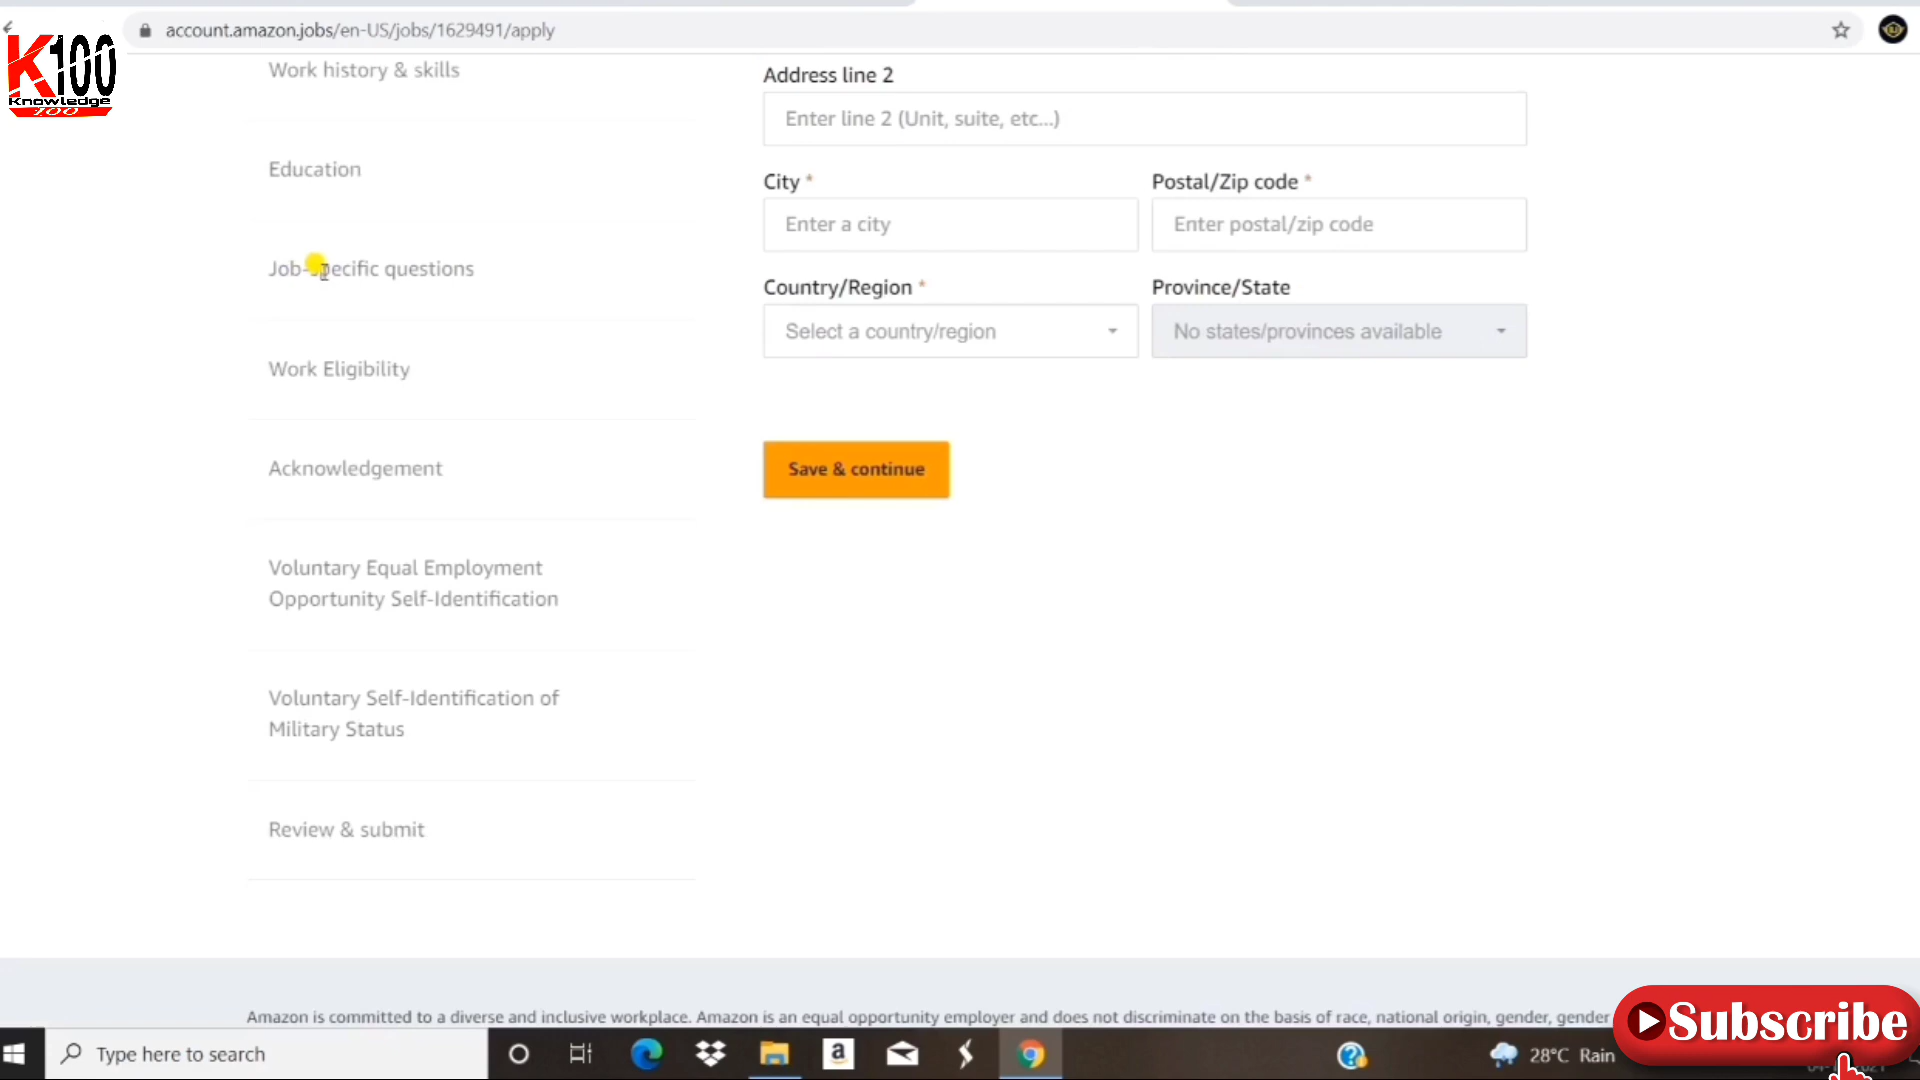 account.amazon.jobs/en-US/jobs/1629491/apply
K100
Knowledge
100
Work history & skills
Education
Job-specific questions
Work Eligibility
Acknowledgement
Voluntary Equal Employment
Opportunity Self-Identification
Voluntary Self-Identification of
Military Status
Review & submit
Address line 2
Enter line 2 (Unit, suite, etc...)
City *
Postal/Zip code *
Enter a city
Enter postal/zip code
Country/Region *
Province/State
Select a country/region
No states/provinces available
Save & continue
Amazon is committed to a diverse and inclusive workplace. Amazon is an equal opportunity employer and does not discriminate on the basis of race, national origin, gender, gender
Subscribe
Type here to search
a
28°C Rain